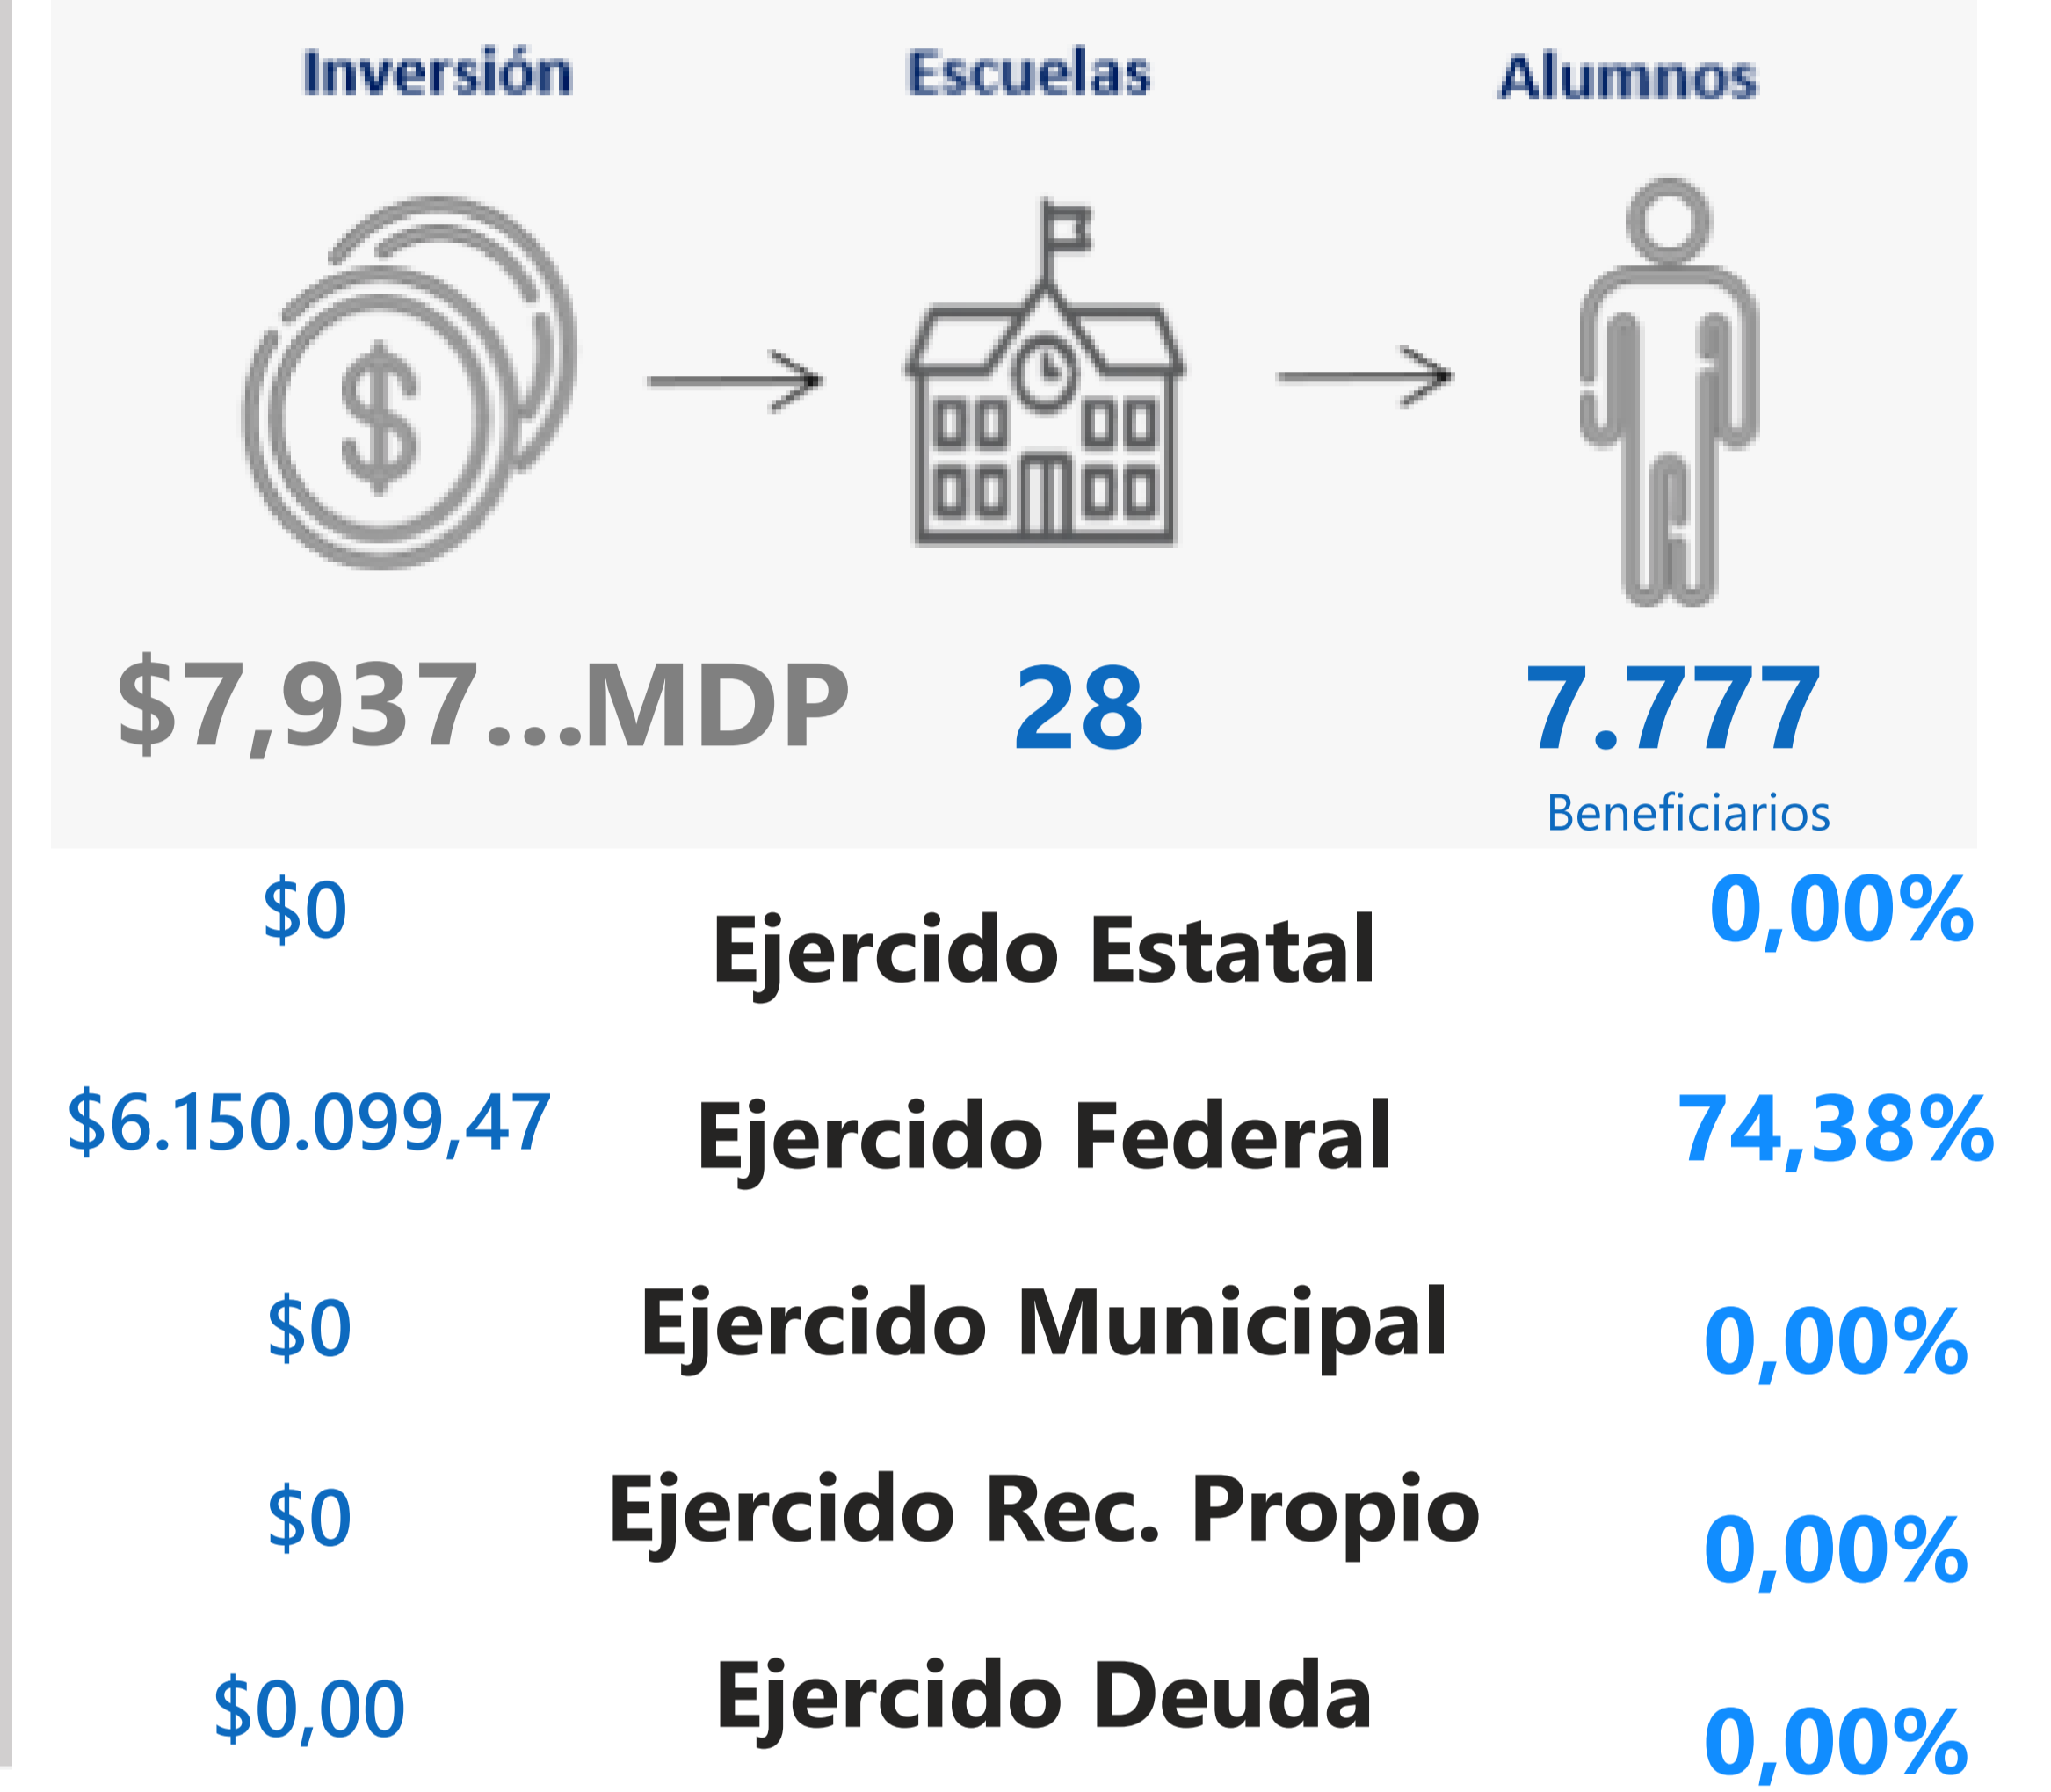 Inversión Escuelas Alumnos
$7,937...MDP 28 7.777
Beneficiarios
$0 Ejercido Estatal 0,00%
$6.150.099,47 Ejercido Federal 74,38%
$0 Ejercido Municipal 0,00%
$0 Ejercido Rec. Propio 0,00%
$0,00 Ejercido Deuda 0,00%